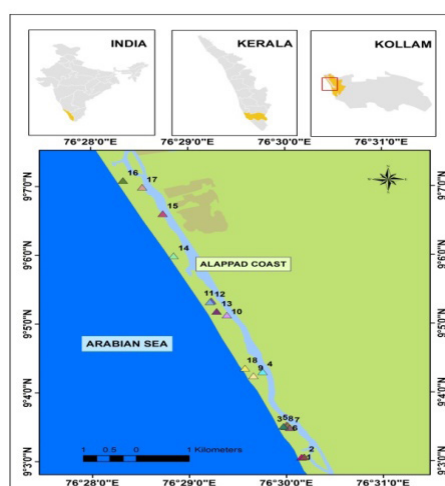 INDIA
KERALA
KOLLAM
76°28'0"E 76°29'0"E 76°30'0"E 76°31'0"E
9°7'0"N 9°7'0"N
16
17
15
9°6'0"N 9°6'0"N
14
ALAPPAD COAST
11 12
13
10
9°5'0"N 9°5'0"N
ARABIAN SEA
18
9 4
9°4'0"N 9°4'0"N
3 5 8 7
6
2
1
1 0.5 0 1 Kilometers
9°3'0"N 9°3'0"N
76°28'0"E 76°29'0"E 76°30'0"E 76°31'0"E